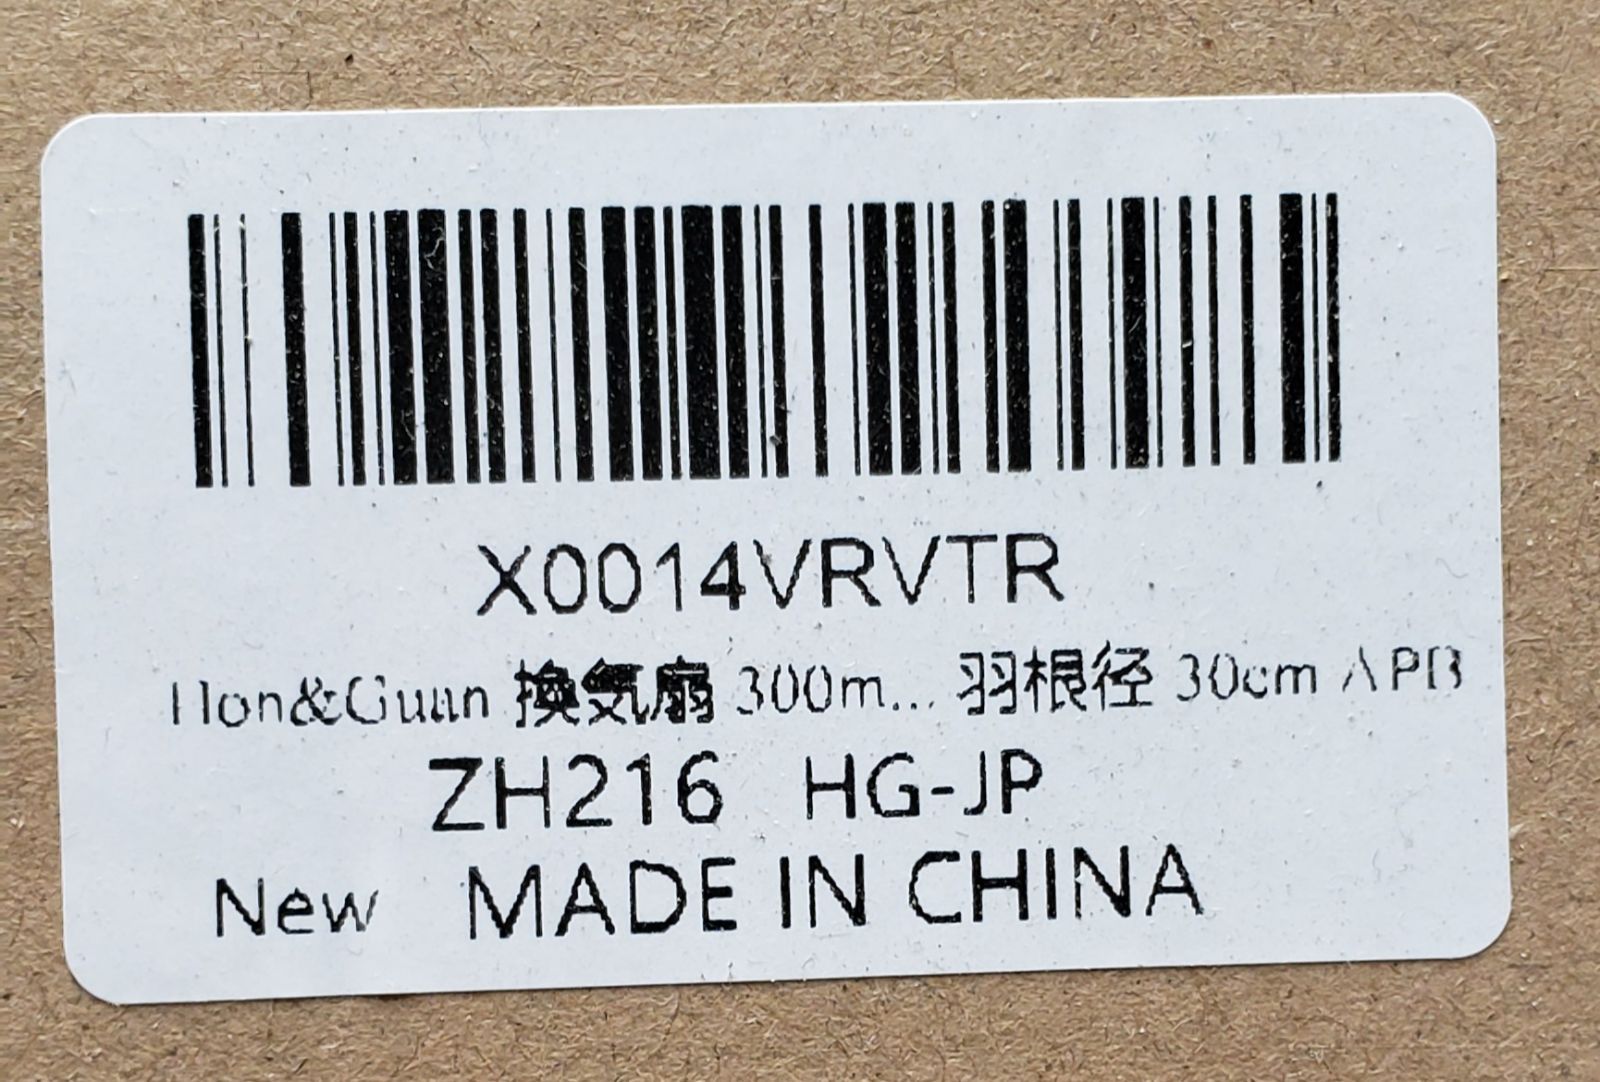 X0014VRVTR
Hon&Guan 換気扇 300m... 羽根径 30cm APB
ZH216 HG-JP
New MADE IN CHINA